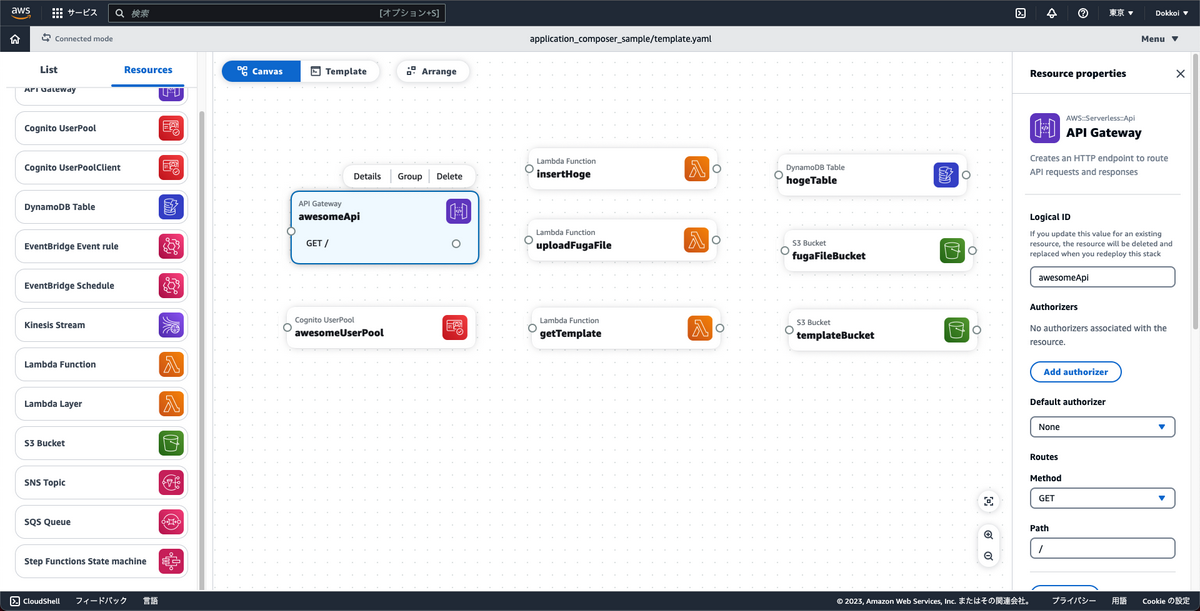 aws
サービス
検索
[オプション+S]
東京 ▼
Dokkoi ▼
Connected mode
application_composer_sample/template.yaml
Menu ▼
List
Resources
API Gateway
Cognito UserPool
Cognito UserPoolClient
DynamoDB Table
EventBridge Event rule
EventBridge Schedule
Kinesis Stream
Lambda Function
Lambda Layer
S3 Bucket
SNS Topic
SQS Queue
Step Functions State machine
Canvas
Template
Arrange
Details
Group
Delete
API Gateway
awesomeApi
GET /
Cognito UserPool
awesomeUserPool
Lambda Function
insertHoge
Lambda Function
uploadFugaFile
Lambda Function
getTemplate
DynamoDB Table
hogeTable
S3 Bucket
fugaFileBucket
S3 Bucket
templateBucket
Resource properties
AWS::Serverless::Api
API Gateway
Creates an HTTP endpoint to route
API requests and responses
Logical ID
If you update this value for an existing
resource, the resource will be deleted and
replaced when you redeploy this stack
awesomeApi
Authorizers
No authorizers associated with the
resource.
Add authorizer
Default authorizer
None
Routes
Method
GET
Path
/
CloudShell
フィードバック
言語
© 2023, Amazon Web Services, Inc. またはその関連会社。
プライバシー
用語
Cookie の設定